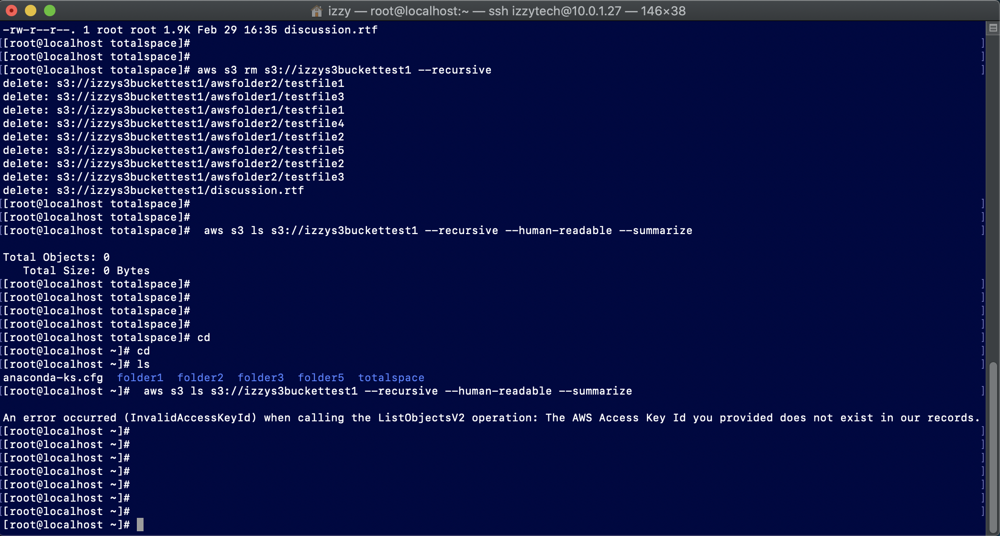 izzy — root@localhost:~ — ssh izzytech@10.0.1.27 — 146×38
-rw-r--r--. 1 root root 1.9K Feb 29 16:35 discussion.rtf
[root@localhost totalspace]#
[root@localhost totalspace]#
[root@localhost totalspace]# aws s3 rm s3://izzys3buckettest1 --recursive
delete: s3://izzys3buckettest1/awsfolder2/testfile1
delete: s3://izzys3buckettest1/awsfolder1/testfile3
delete: s3://izzys3buckettest1/awsfolder1/testfile1
delete: s3://izzys3buckettest1/awsfolder2/testfile4
delete: s3://izzys3buckettest1/awsfolder1/testfile2
delete: s3://izzys3buckettest1/awsfolder2/testfile5
delete: s3://izzys3buckettest1/awsfolder2/testfile2
delete: s3://izzys3buckettest1/awsfolder2/testfile3
delete: s3://izzys3buckettest1/discussion.rtf
[root@localhost totalspace]#
[root@localhost totalspace]#
[root@localhost totalspace]#  aws s3 ls s3://izzys3buckettest1 --recursive --human-readable --summarize

Total Objects: 0
   Total Size: 0 Bytes
[root@localhost totalspace]#
[root@localhost totalspace]#
[root@localhost totalspace]#
[root@localhost totalspace]#
[root@localhost totalspace]# cd
[root@localhost ~]# cd
[root@localhost ~]# ls
anaconda-ks.cfg  folder1  folder2  folder3  folder5  totalspace
[root@localhost ~]#  aws s3 ls s3://izzys3buckettest1 --recursive --human-readable --summarize

An error occurred (InvalidAccessKeyId) when calling the ListObjectsV2 operation: The AWS Access Key Id you provided does not exist in our records.
[root@localhost ~]#
[root@localhost ~]#
[root@localhost ~]#
[root@localhost ~]#
[root@localhost ~]#
[root@localhost ~]#
[root@localhost ~]#
[root@localhost ~]#